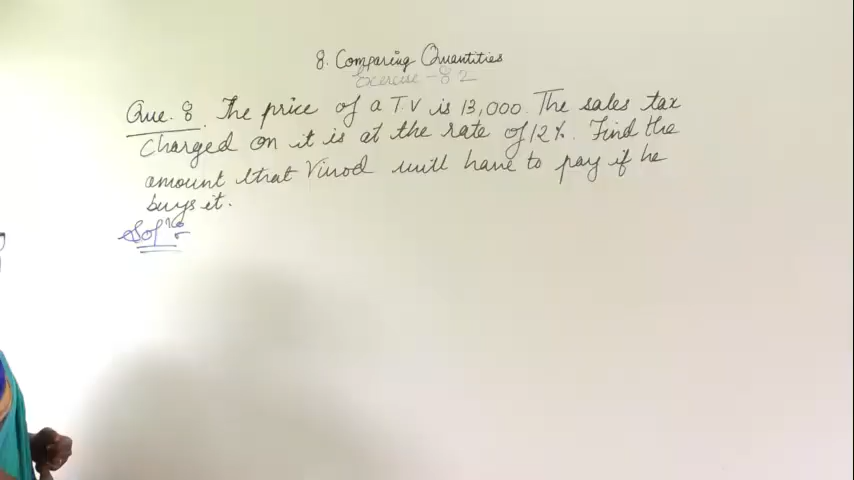 8. Comparing Quantities
Exercise - 8.2
Que. 8. The price of a T.V is 13,000. The sales tax
charged on it is at the rate of 12%. Find the
amount that Vinod will have to pay if he
buys it.
Solⁿ: